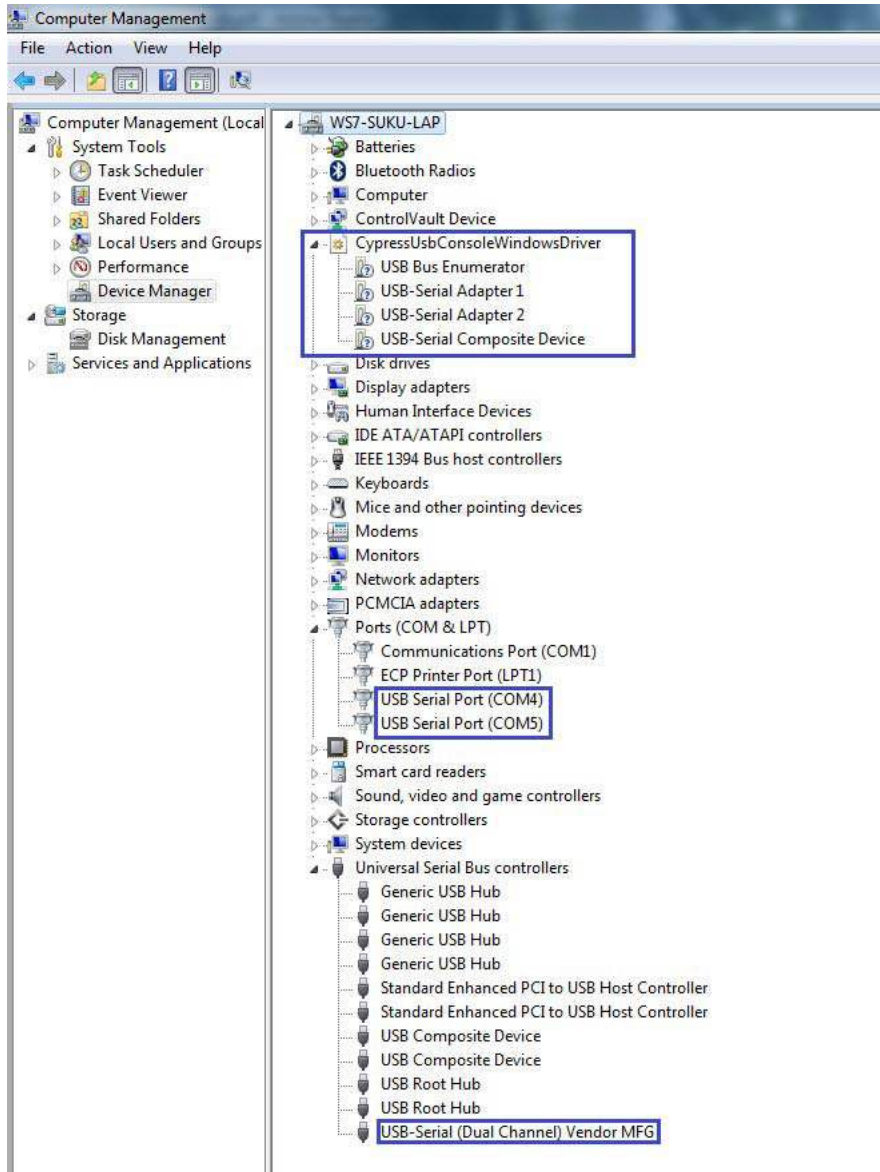 Computer Management
File Action View Help
Computer Management (Local
System Tools
Task Scheduler
Event Viewer
Shared Folders
Local Users and Groups
Performance
Device Manager
Storage
Disk Management
Services and Applications
WS7-SUKU-LAP
Batteries
Bluetooth Radios
Computer
ControlVault Device
CypressUsbConsoleWindowsDriver
USB Bus Enumerator
USB-Serial Adapter 1
USB-Serial Adapter 2
USB-Serial Composite Device
Disk drives
Display adapters
Human Interface Devices
IDE ATA/ATAPI controllers
IEEE 1394 Bus host controllers
Keyboards
Mice and other pointing devices
Modems
Monitors
Network adapters
PCMCIA adapters
Ports (COM & LPT)
Communications Port (COM1)
ECP Printer Port (LPT1)
USB Serial Port (COM4)
USB Serial Port (COM5)
Processors
Smart card readers
Sound, video and game controllers
Storage controllers
System devices
Universal Serial Bus controllers
Generic USB Hub
Generic USB Hub
Generic USB Hub
Generic USB Hub
Standard Enhanced PCI to USB Host Controller
Standard Enhanced PCI to USB Host Controller
USB Composite Device
USB Composite Device
USB Root Hub
USB Root Hub
USB-Serial (Dual Channel) Vendor MFG